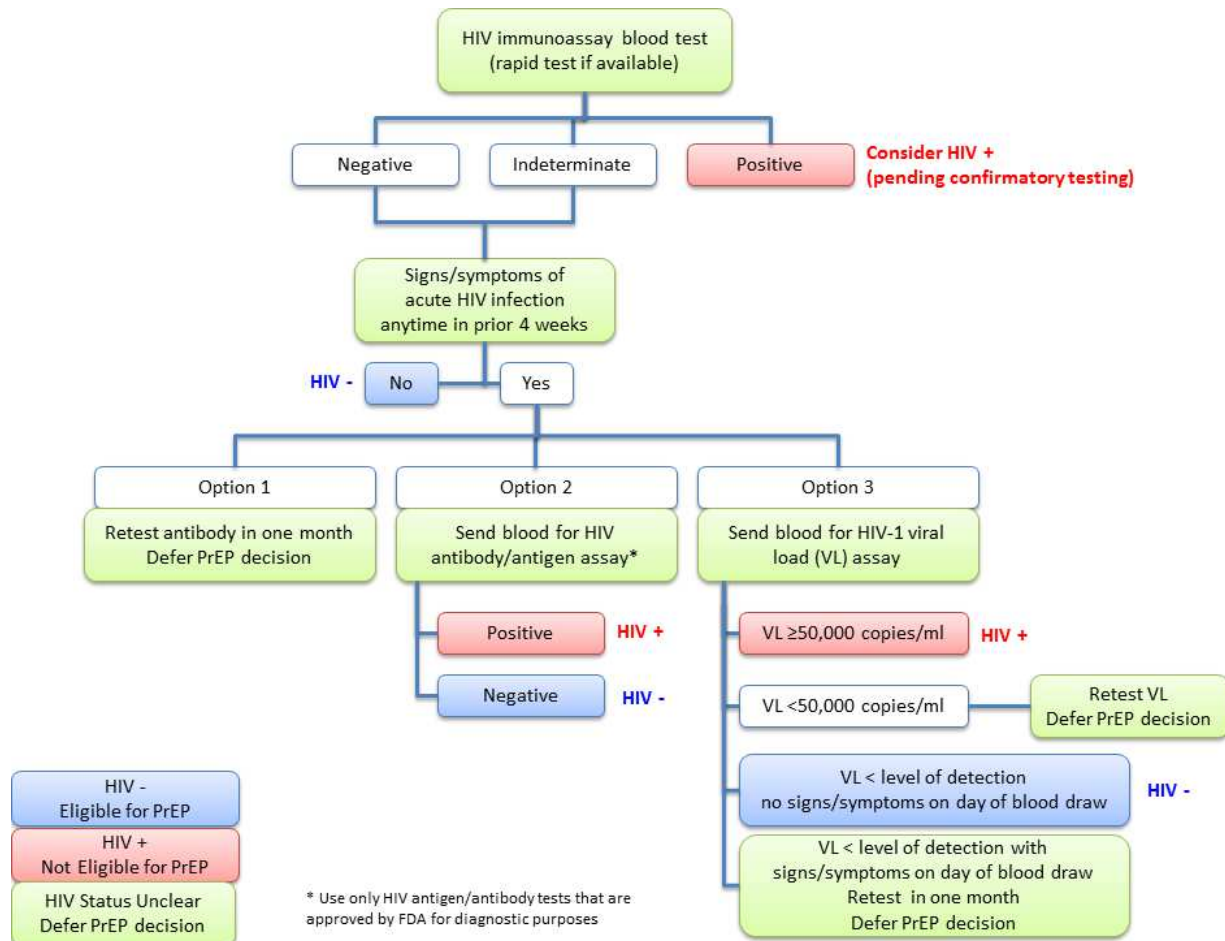 HIV immunoassay blood test
(rapid test if available)
Negative
Indeterminate
Positive
Consider HIV +
(pending confirmatory testing)
Signs/symptoms of
acute HIV infection
anytime in prior 4 weeks
HIV -
No
Yes
Option 1
Option 2
Option 3
Retest antibody in one month
Defer PrEP decision
Send blood for HIV
antibody/antigen assay*
Send blood for HIV-1 viral
load (VL) assay
Positive
HIV +
Negative
HIV -
VL ≥50,000 copies/ml
HIV +
VL <50,000 copies/ml
Retest VL
Defer PrEP decision
VL < level of detection
no signs/symptoms on day of blood draw
HIV -
VL < level of detection with
signs/symptoms on day of blood draw
Retest in one month
Defer PrEP decision
HIV -
Eligible for PrEP
HIV +
Not Eligible for PrEP
HIV Status Unclear
Defer PrEP decision
* Use only HIV antigen/antibody tests that are
approved by FDA for diagnostic purposes